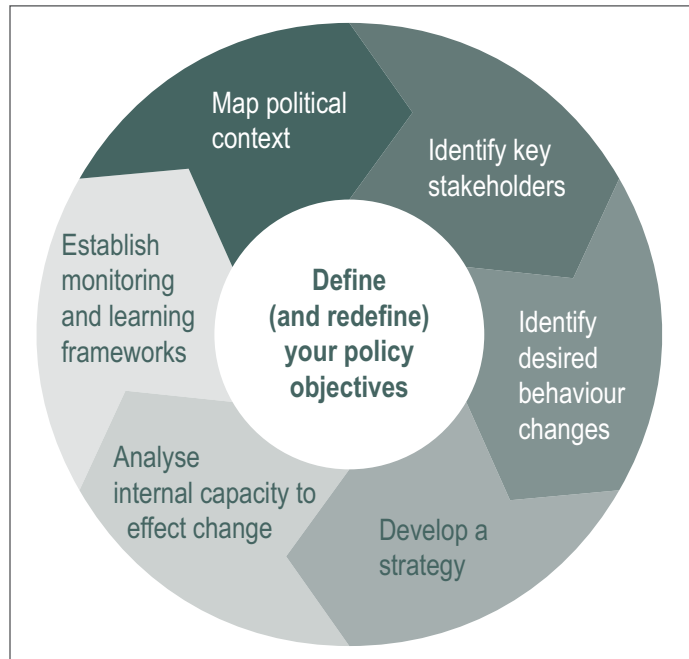 Map political
context
Identify key
stakeholders
Identify
desired
behaviour
changes
Develop a
strategy
Analyse
internal capacity to
effect change
Establish
monitoring
and learning
frameworks
Define
(and redefine)
your policy
objectives